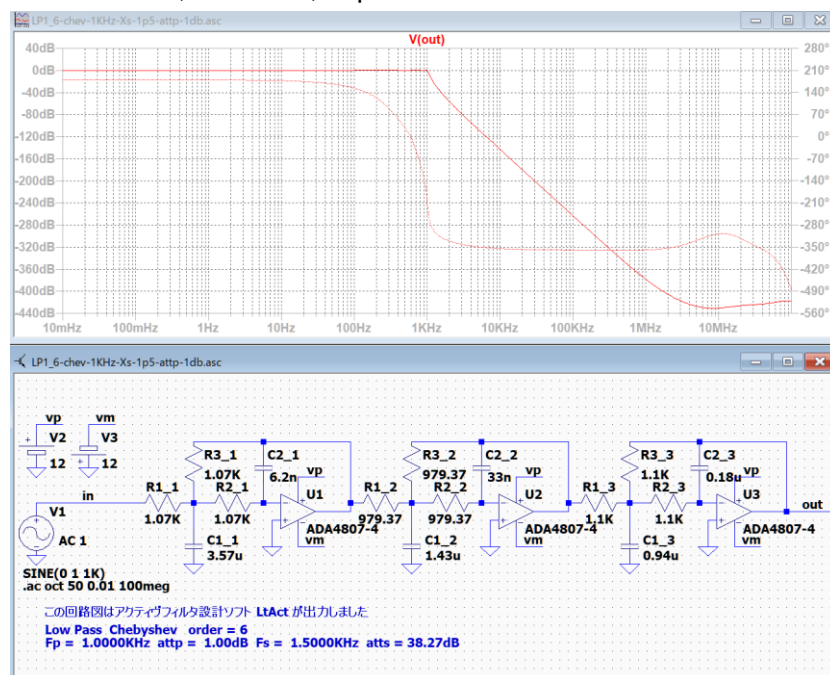 LP1_6-chev-1KHz-Xs-1p5-attp-1db.asc
V(out)
40dB
0dB
-40dB
-80dB
-120dB
-160dB
-200dB
-240dB
-280dB
-320dB
-360dB
-400dB
-440dB
280°
210°
140°
70°
0°
-70°
-140°
-210°
-280°
-350°
-420°
-490°
-560°
10mHz 100mHz 1Hz 10Hz 100Hz 1KHz 10KHz 100KHz 1MHz 10MHz
LP1_6-chev-1KHz-Xs-1p5-attp-1db.asc
vp vm
V2 V3
12 12
in
V1
AC 1
SINE(0 1 1K)
.ac oct 50 0.01 100meg
R3_1
1.07K
C2_1
6.2n
R1_1
1.07K
R2_1
1.07K
vp
U1
ADA4807-4
vm
C1_1
3.57u
R3_2
979.37
C2_2
33n
R1_2
979.37
R2_2
979.37
vp
U2
ADA4807-4
vm
C1_2
1.43u
R3_3
1.1K
C2_3
0.18u
R1_3
1.1K
R2_3
1.1K
vp
U3
ADA4807-4
vm
C1_3
0.94u
out
この回路図はアクティヴフィルタ設計ソフト LtAct が出力しました
Low Pass Chebyshev order = 6
Fp = 1.0000KHz attp = 1.00dB Fs = 1.5000KHz atts = 38.27dB